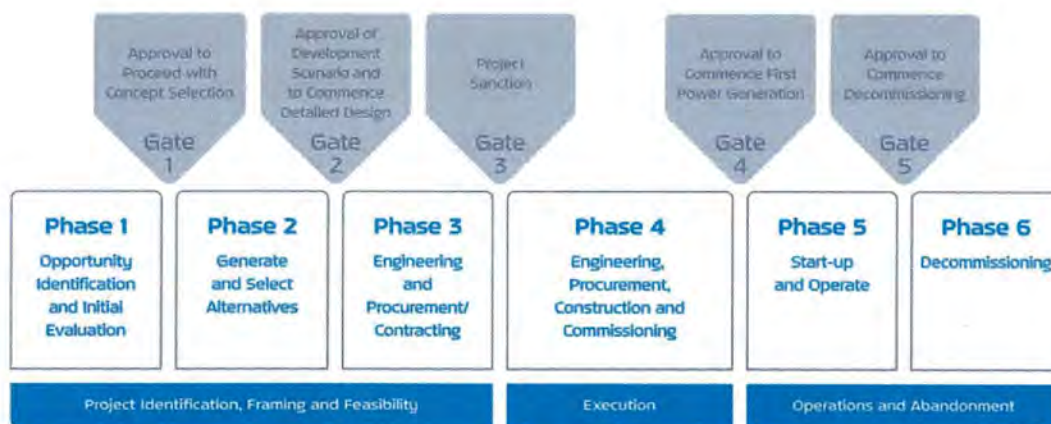 Approval to
Proceed with
Concept Selection
Gate
1
Approval of
Development
Scenario and
to Commence
Detailed Design
Gate
2
Project
Sanction
Gate
3
Approval to
Commence First
Power Generation
Gate
4
Approval to
Commence
Decommissioning
Gate
5
Phase 1
Opportunity
Identification
and Initial
Evaluation
Phase 2
Generate
and Select
Alternatives
Phase 3
Engineering
and
Procurement/
Contracting
Phase 4
Engineering,
Procurement,
Construction and
Commissioning
Phase 5
Start-up
and Operate
Phase 6
Decommissioning
Project Identification, Framing and Feasibility
Execution
Operations and Abandonment